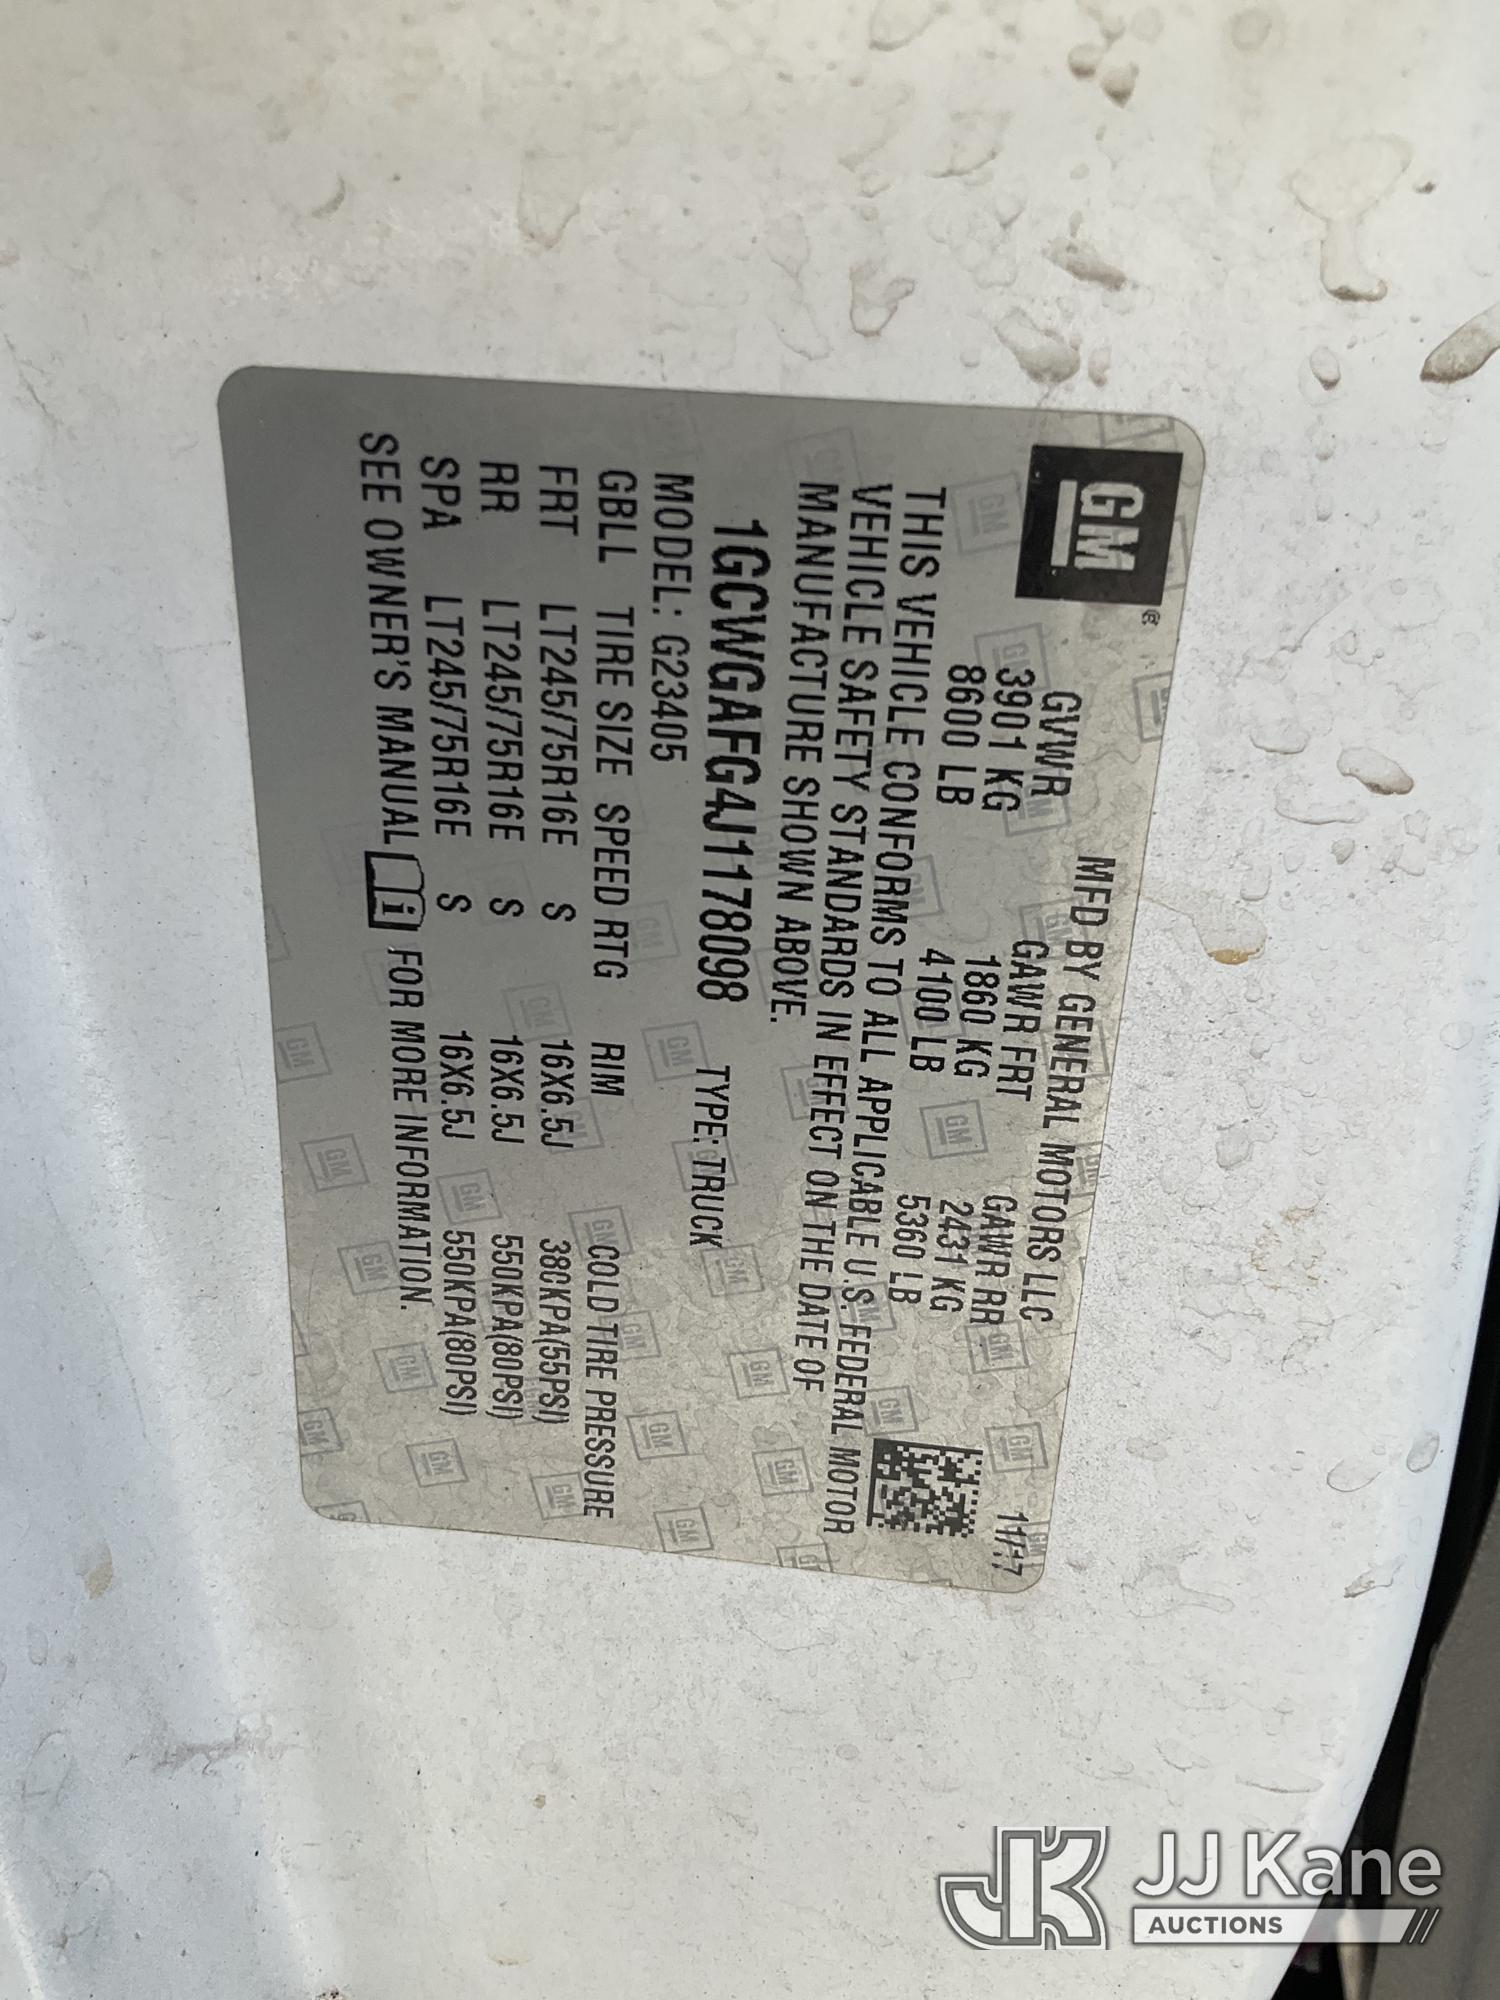 GM ®
MFD BY GENERAL MOTORS LLC 11/17
GVWR GAWR FRT GAWR RR
3901 KG 1860 KG 2431 KG
8600 LB 4100 LB 5360 LB
THIS VEHICLE CONFORMS TO ALL APPLICABLE U.S. FEDERAL MOTOR
VEHICLE SAFETY STANDARDS IN EFFECT ON THE DATE OF
MANUFACTURE SHOWN ABOVE.
1GCWGAFG4J1178098 TYPE: TRUCK
MODEL: G23405
GBLL TIRE SIZE SPEED RTG RIM COLD TIRE PRESSURE
FRT LT245/75R16E S 16X6.5J 380KPA(55PSI)
RR LT245/75R16E S 16X6.5J 550KPA(80PSI)
SPA LT245/75R16E S 16X6.5J 550KPA(80PSI)
SEE OWNER'S MANUAL i FOR MORE INFORMATION.
JK JJ Kane
AUCTIONS